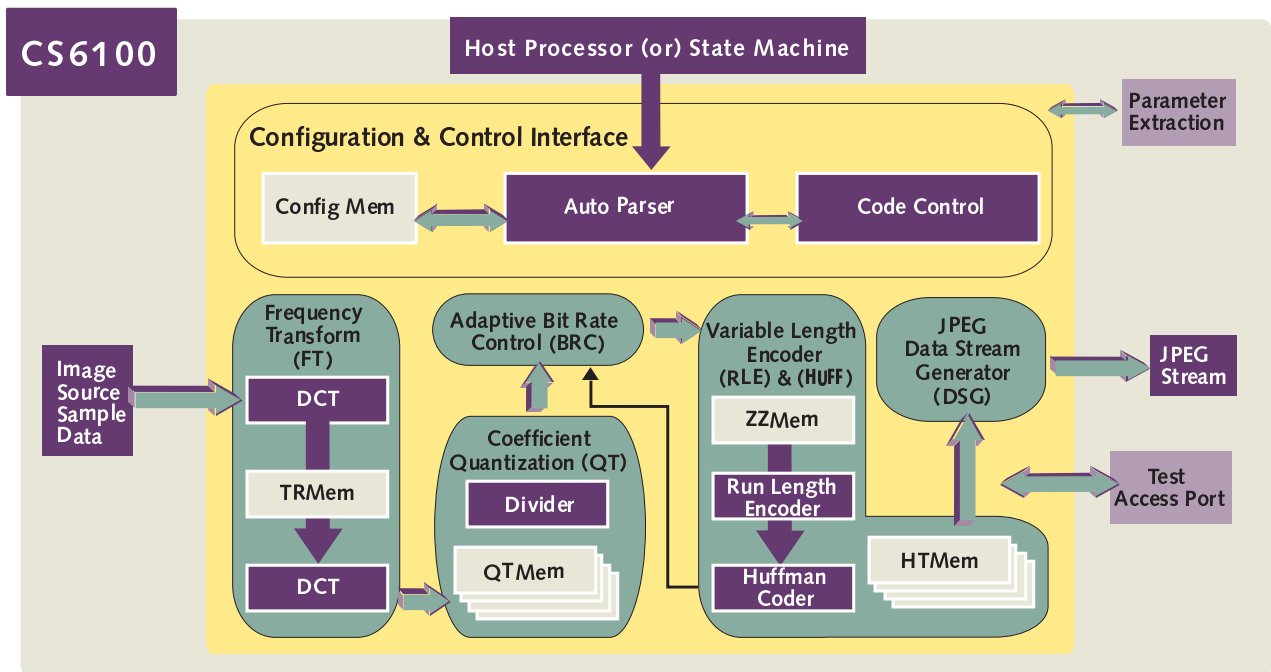 CS6100
Host Processor (or) State Machine
Parameter
Extraction
Configuration & Control Interface
Config Mem
Auto Parser
Code Control
Image
Source
Sample
Data
Frequency
Transform
(FT)
DCT
TRMem
DCT
Adaptive Bit Rate
Control (BRC)
Coefficient
Quantization (QT)
Divider
QTMem
Variable Length
Encoder
(RLE) & (HUFF)
ZZMem
Run Length
Encoder
Huffman
Coder
HTMem
JPEG
Data Stream
Generator
(DSG)
JPEG
Stream
Test
Access Port